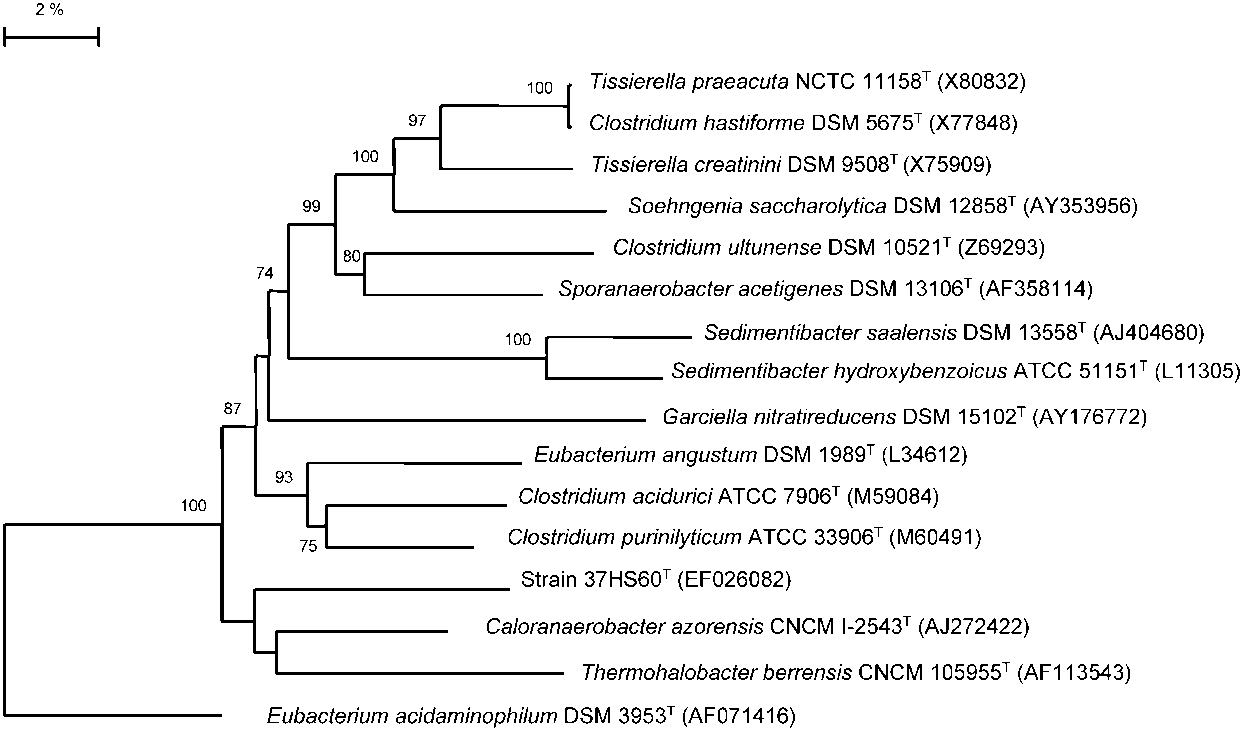 2 %
100
Tissierella praeacuta NCTC 11158ᵀ (X80832)
97
Clostridium hastiforme DSM 5675ᵀ (X77848)
100
Tissierella creatinini DSM 9508ᵀ (X75909)
99
Soehngenia saccharolytica DSM 12858ᵀ (AY353956)
80
Clostridium ultunense DSM 10521ᵀ (Z69293)
74
Sporanaerobacter acetigenes DSM 13106ᵀ (AF358114)
100
Sedimentibacter saalensis DSM 13558ᵀ (AJ404680)
Sedimentibacter hydroxybenzoicus ATCC 51151ᵀ (L11305)
87
Garciella nitratireducens DSM 15102ᵀ (AY176772)
Eubacterium angustum DSM 1989ᵀ (L34612)
93
Clostridium acidurici ATCC 7906ᵀ (M59084)
100
Clostridium purinilyticum ATCC 33906ᵀ (M60491)
75
Strain 37HS60ᵀ (EF026082)
Caloranaerobacter azorensis CNCM I-2543ᵀ (AJ272422)
Thermohalobacter berrensis CNCM 105955ᵀ (AF113543)
Eubacterium acidaminophilum DSM 3953ᵀ (AF071416)